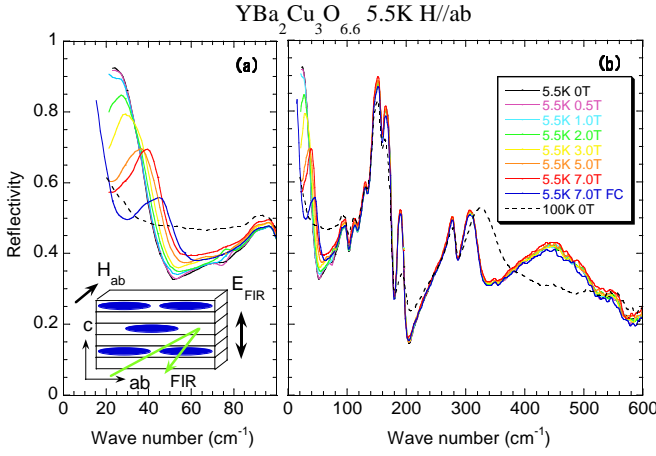 YBa2Cu3O6.6 5.5K H//ab
Reflectivity
1
0.8
0.6
0.4
0.2
0
(a)
Hab
EFIR
c
ab
FIR
0 20 40 60 80
Wave number (cm-1)
(b)
5.5K 0T
5.5K 0.5T
5.5K 1.0T
5.5K 2.0T
5.5K 3.0T
5.5K 5.0T
5.5K 7.0T
5.5K 7.0T FC
100K 0T
0 100 200 300 400 500 600
Wave number (cm-1)